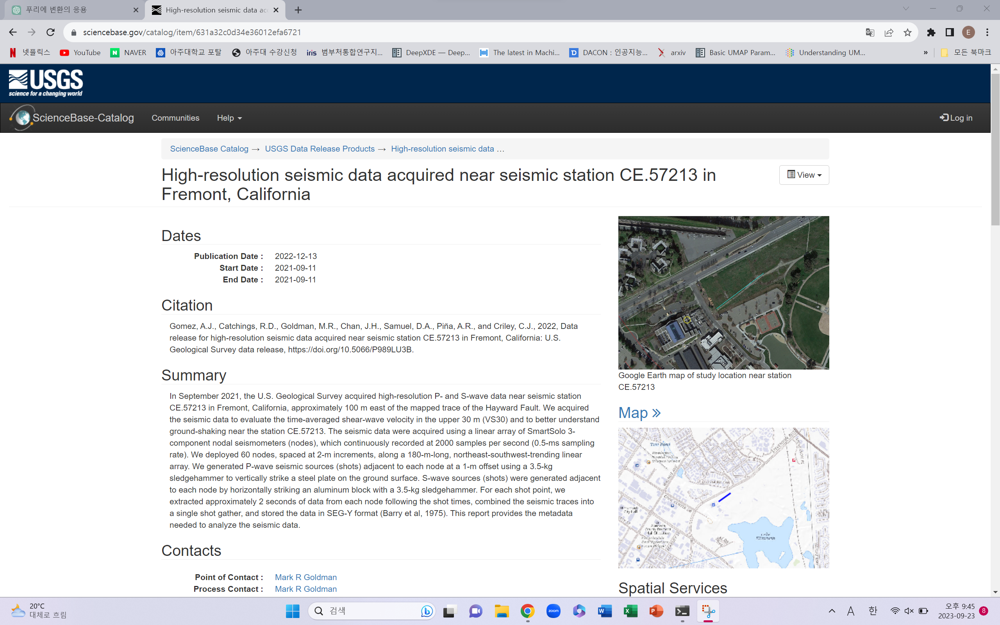 푸리에 변환의 응용
High-resolution seismic data acc
sciencebase.gov/catalog/item/631a32c0d34e36012efa6721
E
넷플릭스
YouTube
NAVER
아주대학교 포탈
아주대 수강신청
iris 범부처통합연구지...
DeepXDE — Deep...
The latest in Machi...
DACON : 인공지능...
arxiv
Basic UMAP Param...
Understanding UM...
»
모든 북마크
USGS
science for a changing world
ScienceBase-Catalog
Communities
Help
Log in
ScienceBase Catalog → USGS Data Release Products → High-resolution seismic data …
High-resolution seismic data acquired near seismic station CE.57213 in
Fremont, California
View
Dates
Publication Date : 2022-12-13
Start Date : 2021-09-11
End Date : 2021-09-11
Citation
Gomez, A.J., Catchings, R.D., Goldman, M.R., Chan, J.H., Samuel, D.A., Piña, A.R., and Criley, C.J., 2022, Data
release for high-resolution seismic data acquired near seismic station CE.57213 in Fremont, California: U.S.
Geological Survey data release, https://doi.org/10.5066/P989LU3B.
Summary
In September 2021, the U.S. Geological Survey acquired high-resolution P- and S-wave data near seismic station
CE.57213 in Fremont, California, approximately 100 m east of the mapped trace of the Hayward Fault. We acquired
the seismic data to evaluate the time-averaged shear-wave velocity in the upper 30 m (VS30) and to better understand
ground-shaking near the station CE.57213. The seismic data were acquired using a linear array of SmartSolo 3-
component nodal seismometers (nodes), which continuously recorded at 2000 samples per second (0.5-ms sampling
rate). We deployed 60 nodes, spaced at 2-m increments, along a 180-m-long, northeast-southwest-trending linear
array. We generated P-wave seismic sources (shots) adjacent to each node at a 1-m offset using a 3.5-kg
sledgehammer to vertically strike a steel plate on the ground surface. S-wave sources (shots) were generated adjacent
to each node by horizontally striking an aluminum block with a 3.5-kg sledgehammer. For each shot point, we
extracted approximately 2 seconds of data from each node following the shot times, combined the seismic traces into
a single shot gather, and stored the data in SEG-Y format (Barry et al, 1975). This report provides the metadata
needed to analyze the seismic data.
Contacts
Point of Contact : Mark R Goldman
Process Contact : Mark R Goldman
Google Earth map of study location near station
CE.57213
Map »
Lake
Elizabeth
Spatial Services
20°C
대체로 흐림
검색
zoom
A
한
오후 9:45
2023-09-23
8